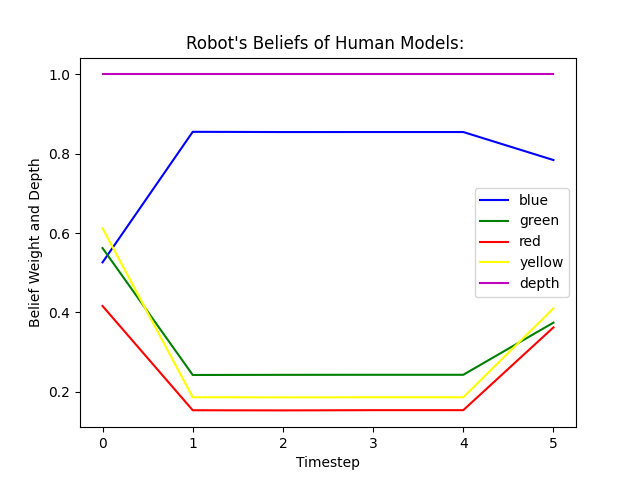 Robot's Beliefs of Human Models:
Belief Weight and Depth
1.0
0.8
0.6
0.4
0.2
blue
green
red
yellow
depth
0 1 2 3 4 5
Timestep